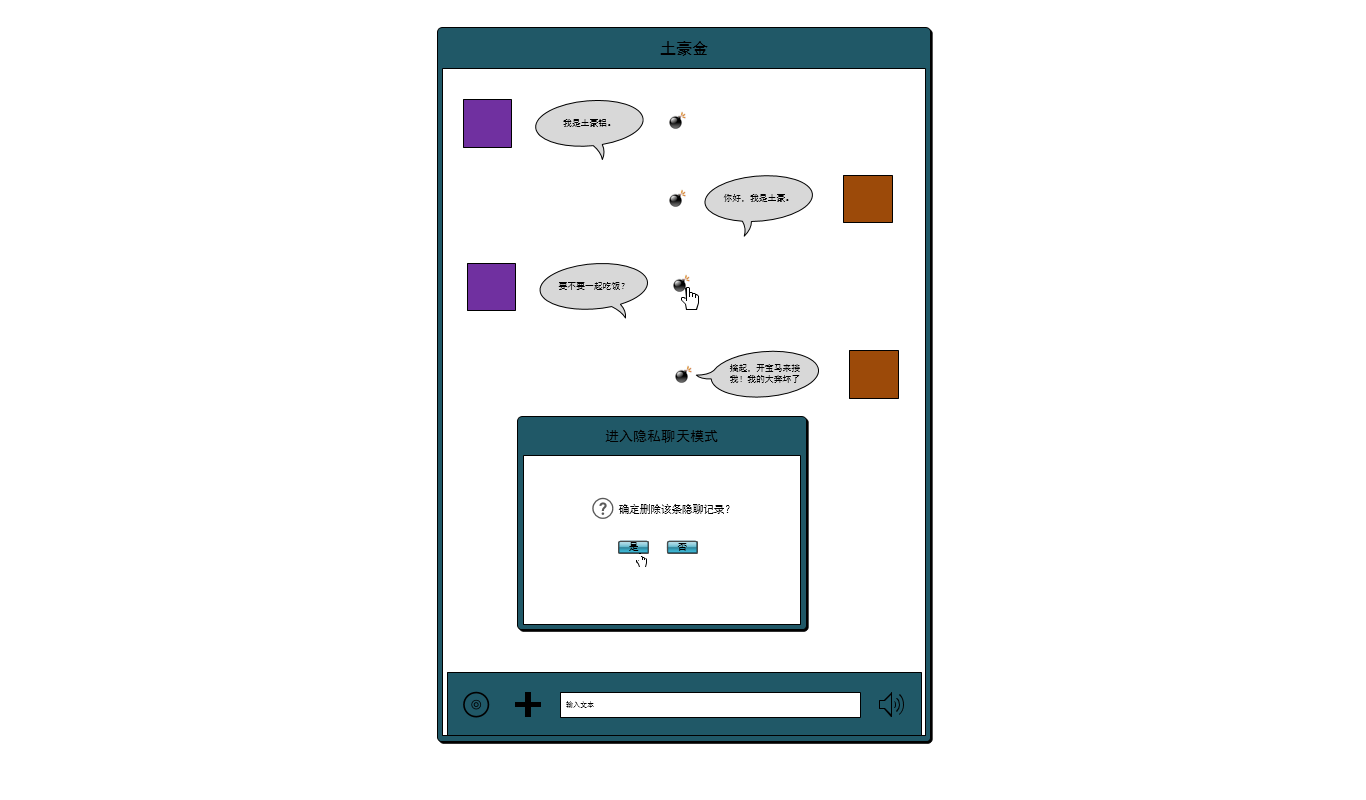 土豪金
我是土豪铝。
你好，我是土豪。
要不要一起吃饭？
搞起，开宝马来接
我！我的大奔坏了
进入隐私聊天模式
确定删除该条隐聊记录？
是
否
输入文本